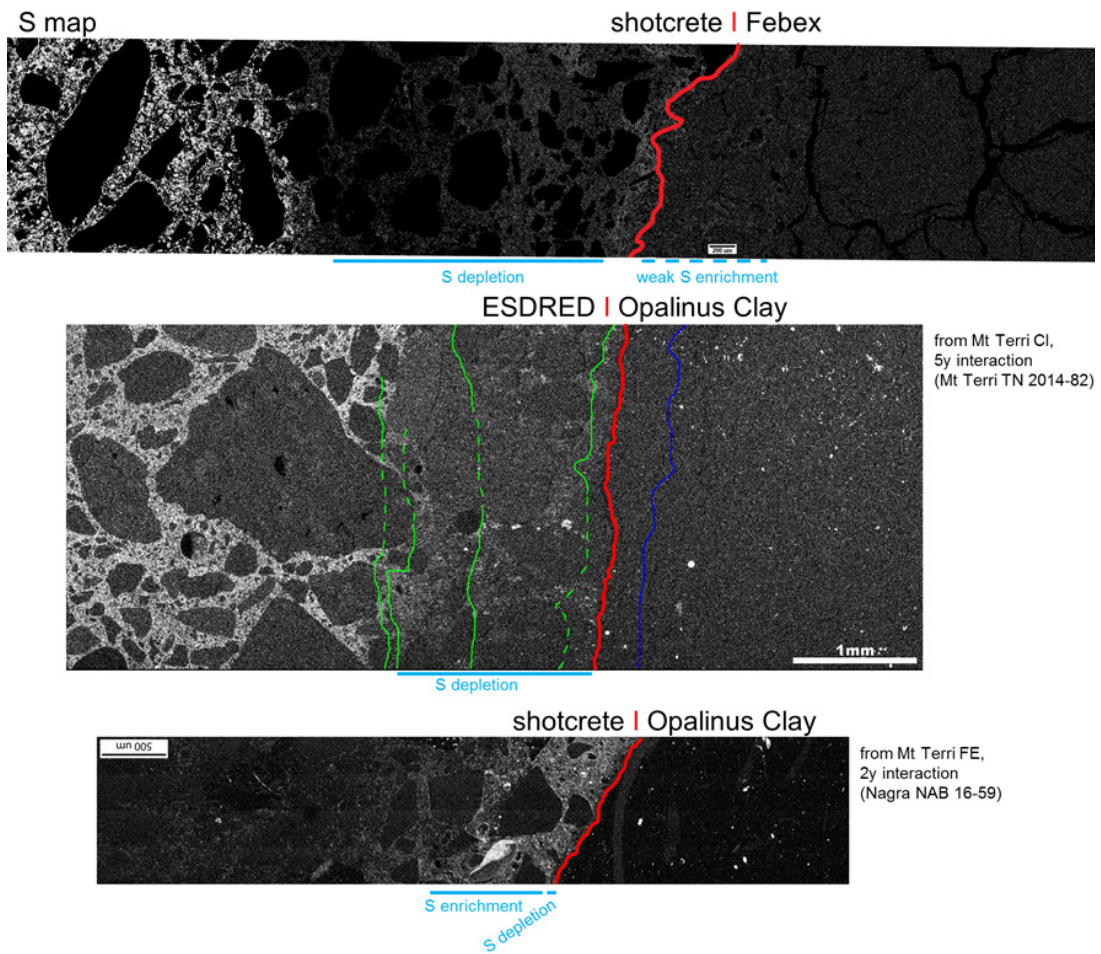 S map
shotcrete | Febex
200 um
S depletion
weak S enrichment
ESDRED | Opalinus Clay
from Mt Terri CI,
5y interaction
(Mt Terri TN 2014-82)
1mm
S depletion
shotcrete | Opalinus Clay
500 um
from Mt Terri FE,
2y interaction
(Nagra NAB 16-59)
S enrichment
S depletion